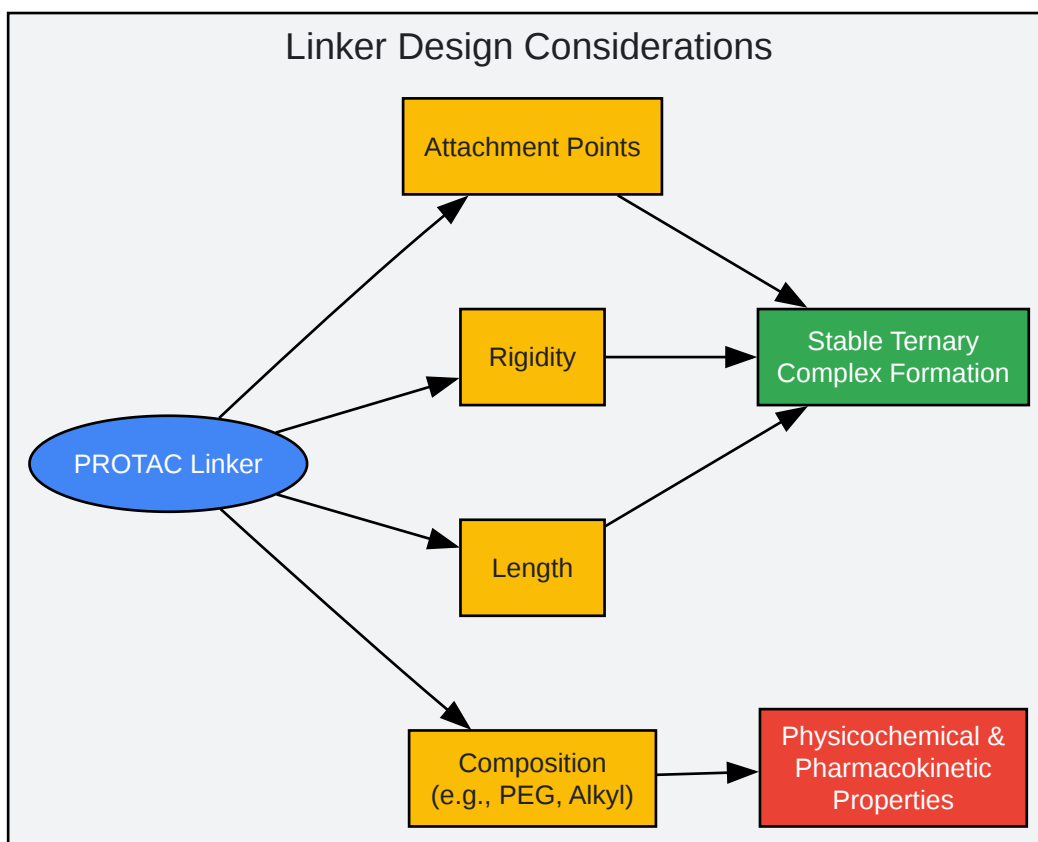 Linker Design Considerations
Attachment Points
Rigidity
Stable Ternary
Complex Formation
PROTAC Linker
Length
Composition
(e.g., PEG, Alkyl)
Physicochemical &
Pharmacokinetic
Properties